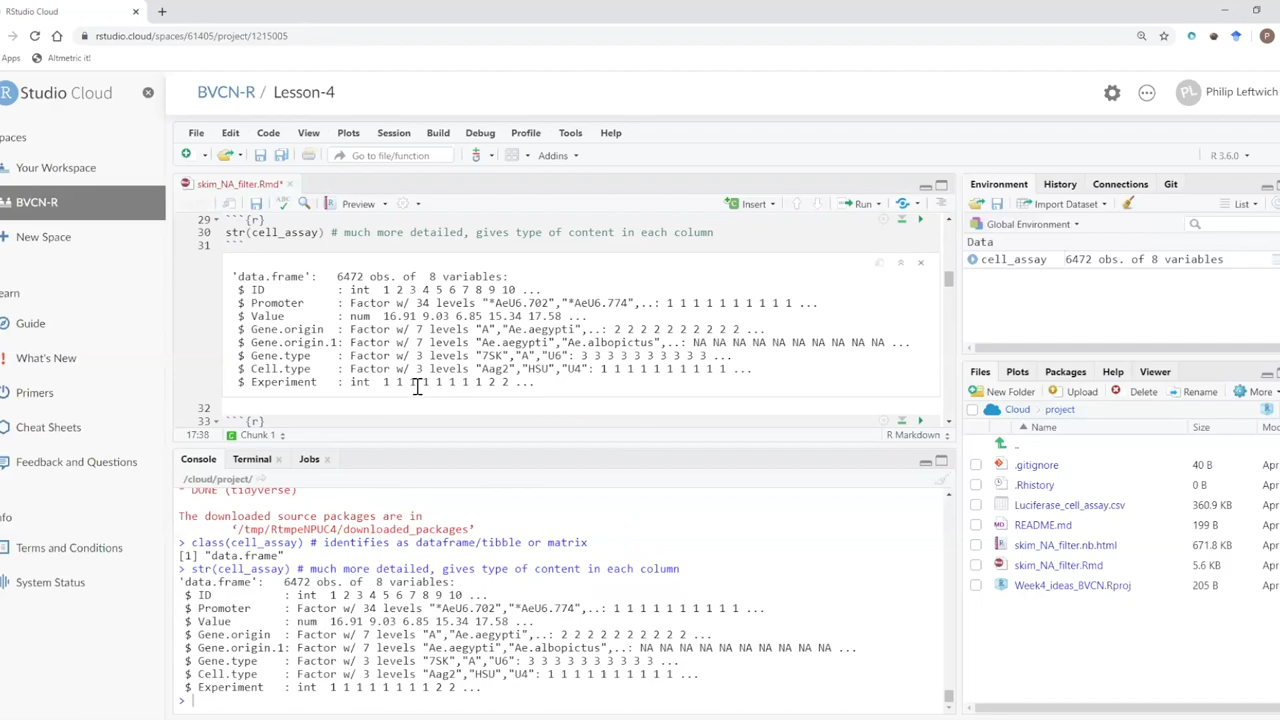 RStudio Cloud
rstudio.cloud/spaces/61405/project/1215005
Apps Altmetric it! P
R Studio Cloud
BVCN-R / Lesson-4
PL Philip Leftwich
paces
Your Workspace
BVCN-R
New Space
earn
Guide
What's New
Primers
Cheat Sheets
Feedback and Questions
nfo
Terms and Conditions
System Status
File Edit Code View Plots Session Build Debug Profile Tools Help
Go to file/function Addins R 3.6.0
skim_NA_filter.Rmd*
ABC Preview Insert Run
29 ```{r}
30 str(cell_assay) # much more detailed, gives type of content in each column
31 ```
'data.frame': 6472 obs. of 8 variables:
$ ID : int 1 2 3 4 5 6 7 8 9 10 ...
$ Promoter : Factor w/ 34 levels "*AeU6.702","*AeU6.774",..: 1 1 1 1 1 1 1 1 1 1 ...
$ Value : num 16.91 9.03 6.85 15.34 17.58 ...
$ Gene.origin : Factor w/ 7 levels "A","Ae.aegypti",..: 2 2 2 2 2 2 2 2 2 2 ...
$ Gene.origin.1: Factor w/ 7 levels "Ae.aegypti","Ae.albopictus",..: NA NA NA NA NA NA NA NA NA NA ...
$ Gene.type : Factor w/ 3 levels "7SK","A","U6": 3 3 3 3 3 3 3 3 3 3 ...
$ Cell.type : Factor w/ 3 levels "Aag2","HSU","U4": 1 1 1 1 1 1 1 1 1 1 ...
$ Experiment : int 1 1 1 1 1 1 1 1 2 2 ...
32
33 ```{r}
17:38 Chunk 1 R Markdown
Console Terminal Jobs
/cloud/project/
* DONE (tidyverse)
The downloaded source packages are in
‘/tmp/RtmpeNPUC4/downloaded_packages’
> class(cell_assay) # identifies as dataframe/tibble or matrix
[1] "data.frame"
> str(cell_assay) # much more detailed, gives type of content in each column
'data.frame': 6472 obs. of 8 variables:
$ ID : int 1 2 3 4 5 6 7 8 9 10 ...
$ Promoter : Factor w/ 34 levels "*AeU6.702","*AeU6.774",..: 1 1 1 1 1 1 1 1 1 1 ...
$ Value : num 16.91 9.03 6.85 15.34 17.58 ...
$ Gene.origin : Factor w/ 7 levels "A","Ae.aegypti",..: 2 2 2 2 2 2 2 2 2 2 ...
$ Gene.origin.1: Factor w/ 7 levels "Ae.aegypti","Ae.albopictus",..: NA NA NA NA NA NA NA NA NA NA ...
$ Gene.type : Factor w/ 3 levels "7SK","A","U6": 3 3 3 3 3 3 3 3 3 3 ...
$ Cell.type : Factor w/ 3 levels "Aag2","HSU","U4": 1 1 1 1 1 1 1 1 1 1 ...
$ Experiment : int 1 1 1 1 1 1 1 1 2 2 ...
>
Environment History Connections Git
Import Dataset List
Global Environment
Data
cell_assay 6472 obs. of 8 variables
Files Plots Packages Help Viewer
New Folder Upload Delete Rename More
Cloud project
Name Size Moc
..
.gitignore 40 B Apr
.Rhistory 0 B Apr
Luciferase_cell_assay.csv 360.9 KB Apr
README.md 199 B Apr
skim_NA_filter.nb.html 671.8 KB Apr
skim_NA_filter.Rmd 5.6 KB Apr
Week4_ideas_BVCN.Rproj 205 B Apr